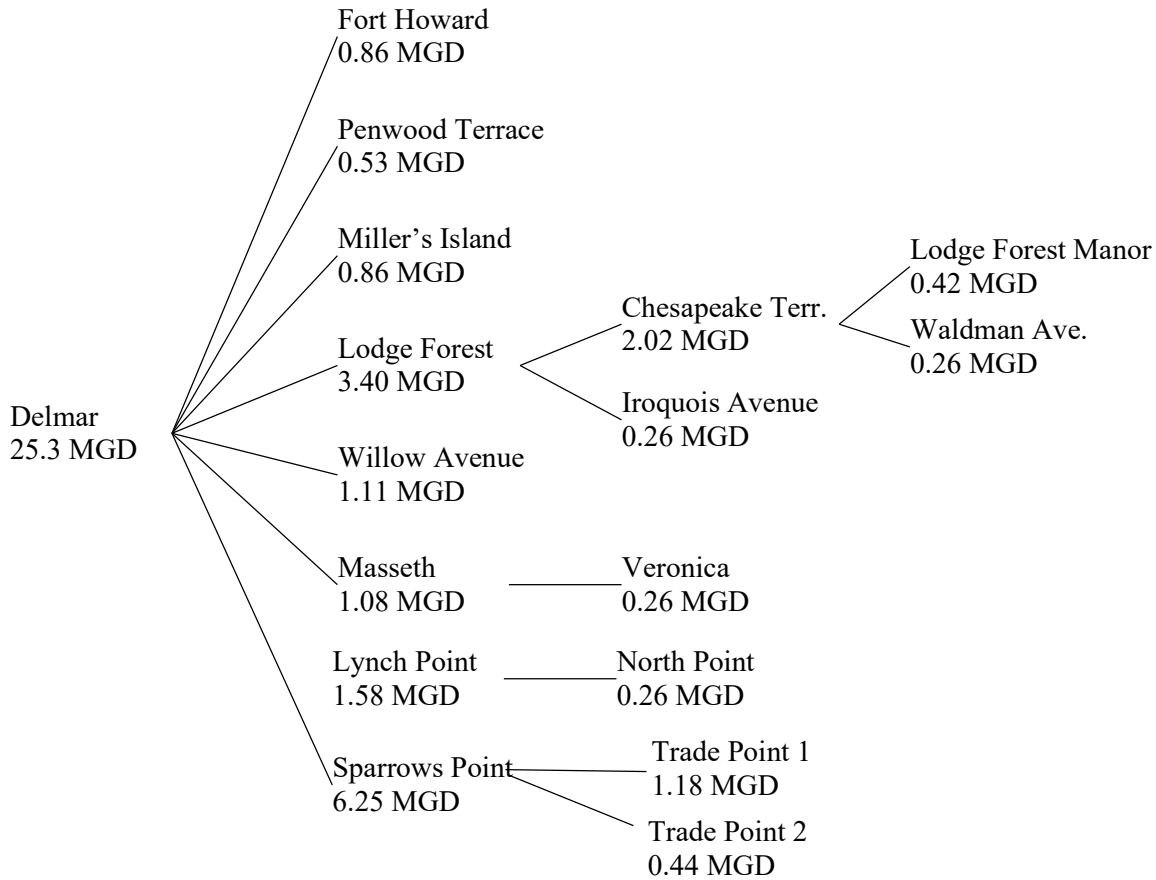 Fort Howard
0.86 MGD
Penwood Terrace
0.53 MGD
Miller’s Island
0.86 MGD
Lodge Forest Manor
0.42 MGD
Chesapeake Terr.
2.02 MGD
Waldman Ave.
0.26 MGD
Lodge Forest
3.40 MGD
Iroquois Avenue
0.26 MGD
Delmar
25.3 MGD
Willow Avenue
1.11 MGD
Masseth
1.08 MGD
Veronica
0.26 MGD
Lynch Point
1.58 MGD
North Point
0.26 MGD
Sparrows Point
6.25 MGD
Trade Point 1
1.18 MGD
Trade Point 2
0.44 MGD